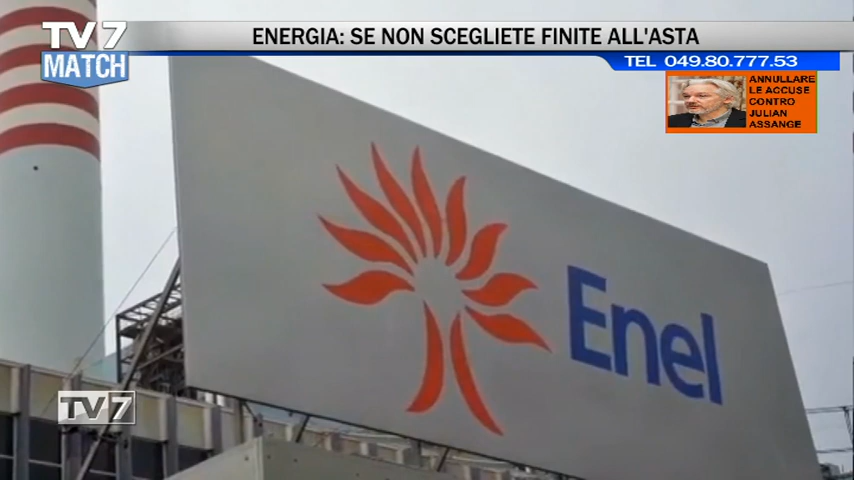 TV7
MATCH
ENERGIA: SE NON SCEGLIETE FINITE ALL'ASTA
TEL 049.80.777.53
ANNULLARE
LE ACCUSE
CONTRO
JULIAN
ASSANGE
Enel
TV7